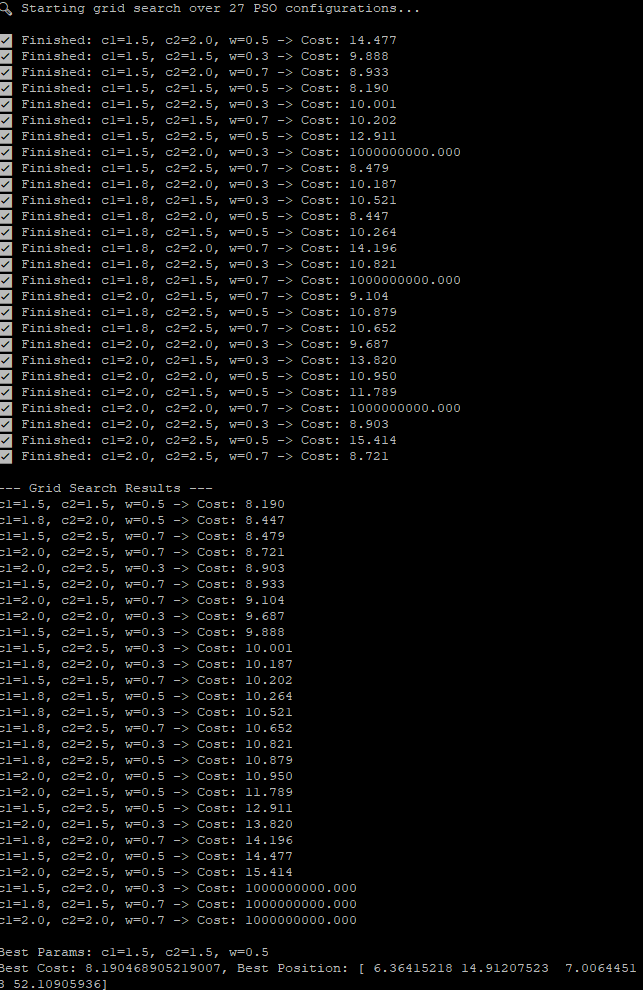 Starting grid search over 27 PSO configurations...
Finished: c1=1.5, c2=2.0, w=0.5 -> Cost: 14.477
Finished: c1=1.5, c2=1.5, w=0.3 -> Cost: 9.888
Finished: c1=1.5, c2=2.0, w=0.7 -> Cost: 8.933
Finished: c1=1.5, c2=1.5, w=0.5 -> Cost: 8.190
Finished: c1=1.5, c2=2.5, w=0.3 -> Cost: 10.001
Finished: c1=1.5, c2=1.5, w=0.7 -> Cost: 10.202
Finished: c1=1.5, c2=2.5, w=0.5 -> Cost: 12.911
Finished: c1=1.5, c2=2.0, w=0.3 -> Cost: 1000000000.000
Finished: c1=1.5, c2=2.5, w=0.7 -> Cost: 8.479
Finished: c1=1.8, c2=2.0, w=0.3 -> Cost: 10.187
Finished: c1=1.8, c2=1.5, w=0.3 -> Cost: 10.521
Finished: c1=1.8, c2=2.0, w=0.5 -> Cost: 8.447
Finished: c1=1.8, c2=1.5, w=0.5 -> Cost: 10.264
Finished: c1=1.8, c2=2.0, w=0.7 -> Cost: 14.196
Finished: c1=1.8, c2=2.5, w=0.3 -> Cost: 10.821
Finished: c1=1.8, c2=1.5, w=0.7 -> Cost: 1000000000.000
Finished: c1=2.0, c2=1.5, w=0.7 -> Cost: 9.104
Finished: c1=1.8, c2=2.5, w=0.5 -> Cost: 10.879
Finished: c1=1.8, c2=2.5, w=0.7 -> Cost: 10.652
Finished: c1=2.0, c2=2.0, w=0.3 -> Cost: 9.687
Finished: c1=2.0, c2=1.5, w=0.3 -> Cost: 13.820
Finished: c1=2.0, c2=2.0, w=0.5 -> Cost: 10.950
Finished: c1=2.0, c2=1.5, w=0.5 -> Cost: 11.789
Finished: c1=2.0, c2=2.0, w=0.7 -> Cost: 1000000000.000
Finished: c1=2.0, c2=2.5, w=0.3 -> Cost: 8.903
Finished: c1=2.0, c2=2.5, w=0.5 -> Cost: 15.414
Finished: c1=2.0, c2=2.5, w=0.7 -> Cost: 8.721
--- Grid Search Results ---
c1=1.5, c2=1.5, w=0.5 -> Cost: 8.190
c1=1.8, c2=2.0, w=0.5 -> Cost: 8.447
c1=1.5, c2=2.5, w=0.7 -> Cost: 8.479
c1=2.0, c2=2.5, w=0.7 -> Cost: 8.721
c1=2.0, c2=2.5, w=0.3 -> Cost: 8.903
c1=1.5, c2=2.0, w=0.7 -> Cost: 8.933
c1=2.0, c2=1.5, w=0.7 -> Cost: 9.104
c1=2.0, c2=2.0, w=0.3 -> Cost: 9.687
c1=1.5, c2=1.5, w=0.3 -> Cost: 9.888
c1=1.5, c2=2.5, w=0.3 -> Cost: 10.001
c1=1.8, c2=2.0, w=0.3 -> Cost: 10.187
c1=1.5, c2=1.5, w=0.7 -> Cost: 10.202
c1=1.8, c2=1.5, w=0.5 -> Cost: 10.264
c1=1.8, c2=1.5, w=0.3 -> Cost: 10.521
c1=1.8, c2=2.5, w=0.7 -> Cost: 10.652
c1=1.8, c2=2.5, w=0.3 -> Cost: 10.821
c1=1.8, c2=2.5, w=0.5 -> Cost: 10.879
c1=2.0, c2=2.0, w=0.5 -> Cost: 10.950
c1=2.0, c2=1.5, w=0.5 -> Cost: 11.789
c1=1.5, c2=2.5, w=0.5 -> Cost: 12.911
c1=2.0, c2=1.5, w=0.3 -> Cost: 13.820
c1=1.8, c2=2.0, w=0.7 -> Cost: 14.196
c1=1.5, c2=2.0, w=0.5 -> Cost: 14.477
c1=2.0, c2=2.5, w=0.5 -> Cost: 15.414
c1=1.5, c2=2.0, w=0.3 -> Cost: 1000000000.000
c1=1.8, c2=1.5, w=0.7 -> Cost: 1000000000.000
c1=2.0, c2=2.0, w=0.7 -> Cost: 1000000000.000
Best Params: c1=1.5, c2=1.5, w=0.5
Best Cost: 8.190468905219007, Best Position: [ 6.36415218 14.91207523  7.0064451
8 52.10905936]